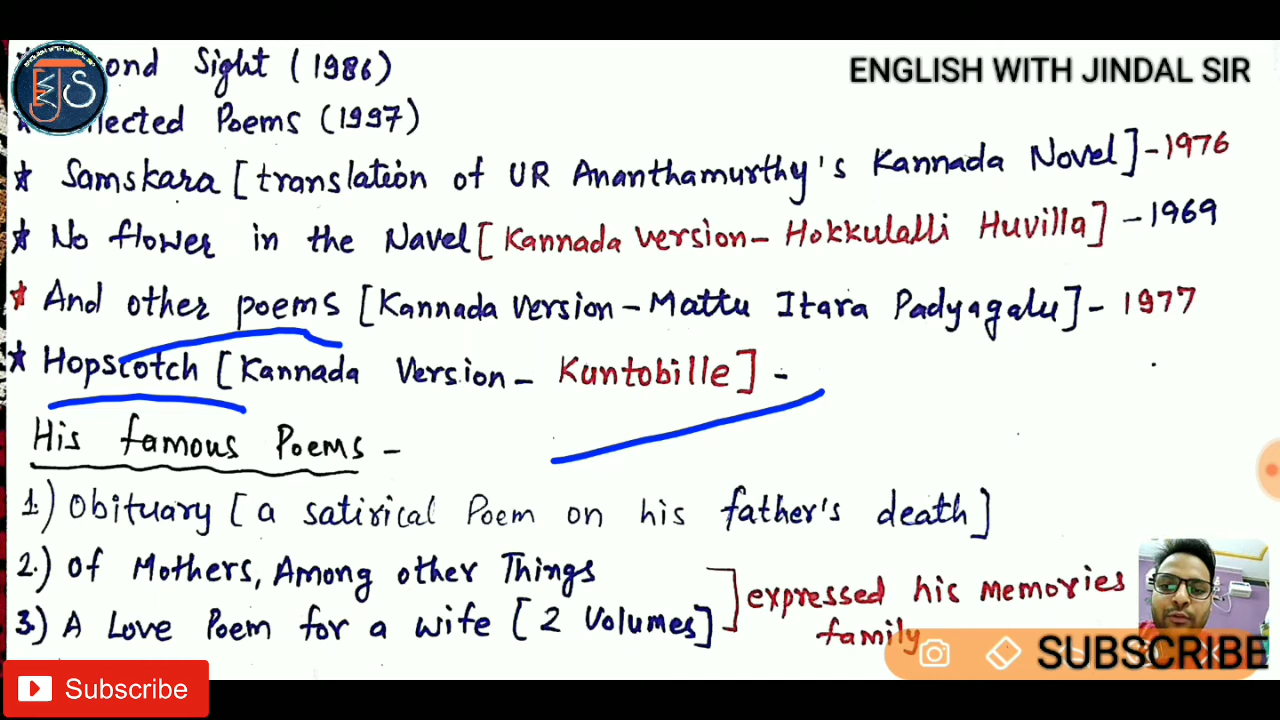 ENGLISH WITH JINDAL SIR
ond Sight (1986)
llected Poems (1997)
★ Samskara [translation of UR Ananthamurthy's Kannada Novel] - 1976
★ No flower in the Navel [Kannada version - Hokkulalli Huvilla] - 1969
★ And other poems [Kannada Version - Mattu Itara Padyagalu] - 1977
★ Hopscotch [Kannada Version - Kuntobille] -
His famous Poems -
1.) Obituary [a satirical Poem on his father's death]
2.) Of Mothers, Among other Things
3.) A Love Poem for a wife [2 Volumes]
expressed his memories
family
SUBSCRIBE
Subscribe